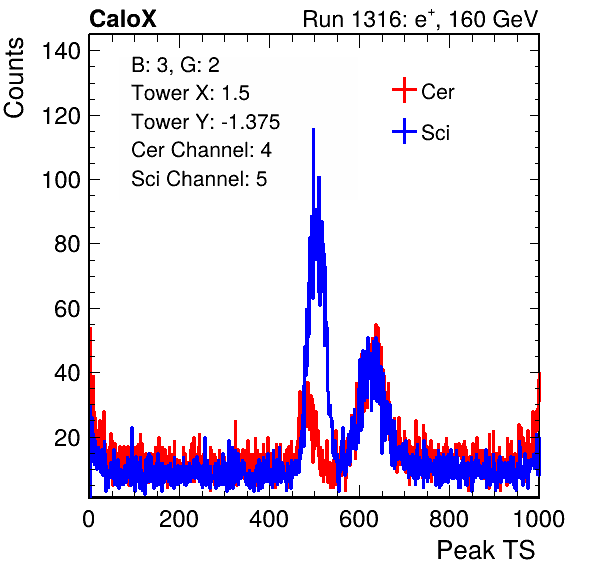 CaloX Run 1316: e⁺, 160 GeV
Counts
140
120
100
80
60
40
20
B: 3, G: 2
Tower X: 1.5
Tower Y: -1.375
Cer Channel: 4
Sci Channel: 5
Cer
Sci
0 200 400 600 800 1000
Peak TS